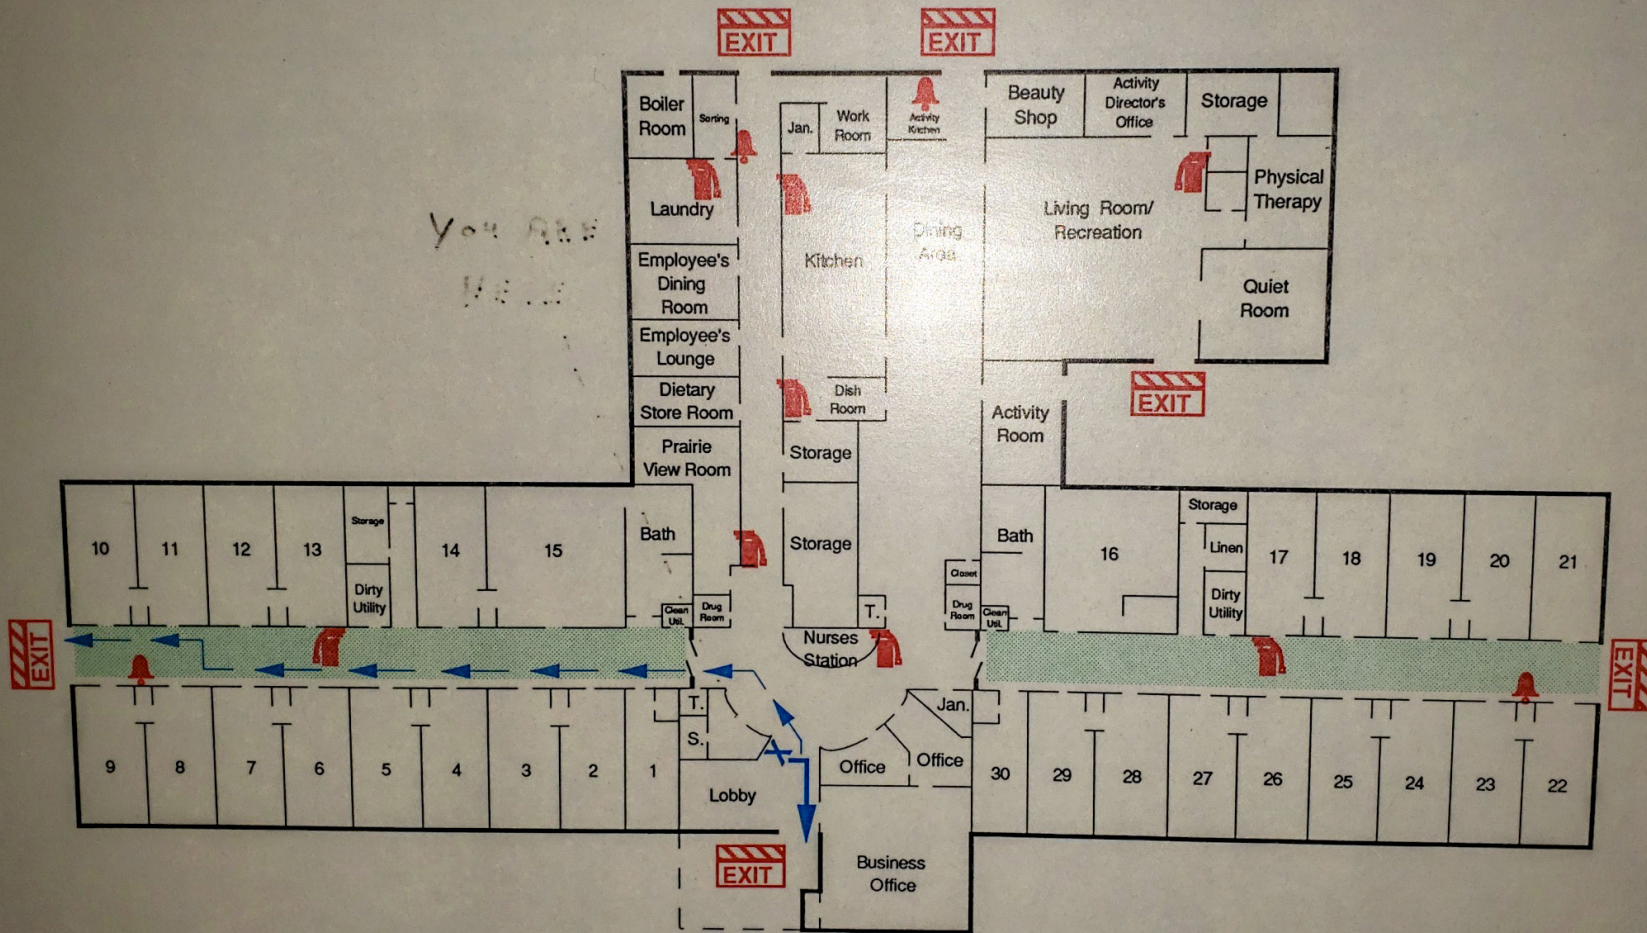 EXIT
EXIT
Boiler
Room
Sorting
Jan.
Work
Room
Activity
Kitchen
Beauty
Shop
Activity
Director's
Office
Storage
Laundry
Kitchen
Dining
Area
Living Room/
Recreation
Physical
Therapy
You ARE
Employee's
Dining
Room
Quiet
Room
Employee's
Lounge
Dietary
Store Room
Dish
Room
EXIT
Activity
Room
Prairie
View Room
Storage
10
11
12
13
Storage
Dirty
Utility
14
15
Bath
Clean
Util.
Drug
Room
Storage
T.
Closet
Drug
Room
Bath
Clean
Util.
16
Storage
Linen
Dirty
Utility
17
18
19
20
21
EXIT
Nurses
Station
EXIT
9
8
7
6
5
4
3
2
1
T.
S.
Lobby
Office
Office
Jan.
30
29
28
27
26
25
24
23
22
EXIT
Business
Office